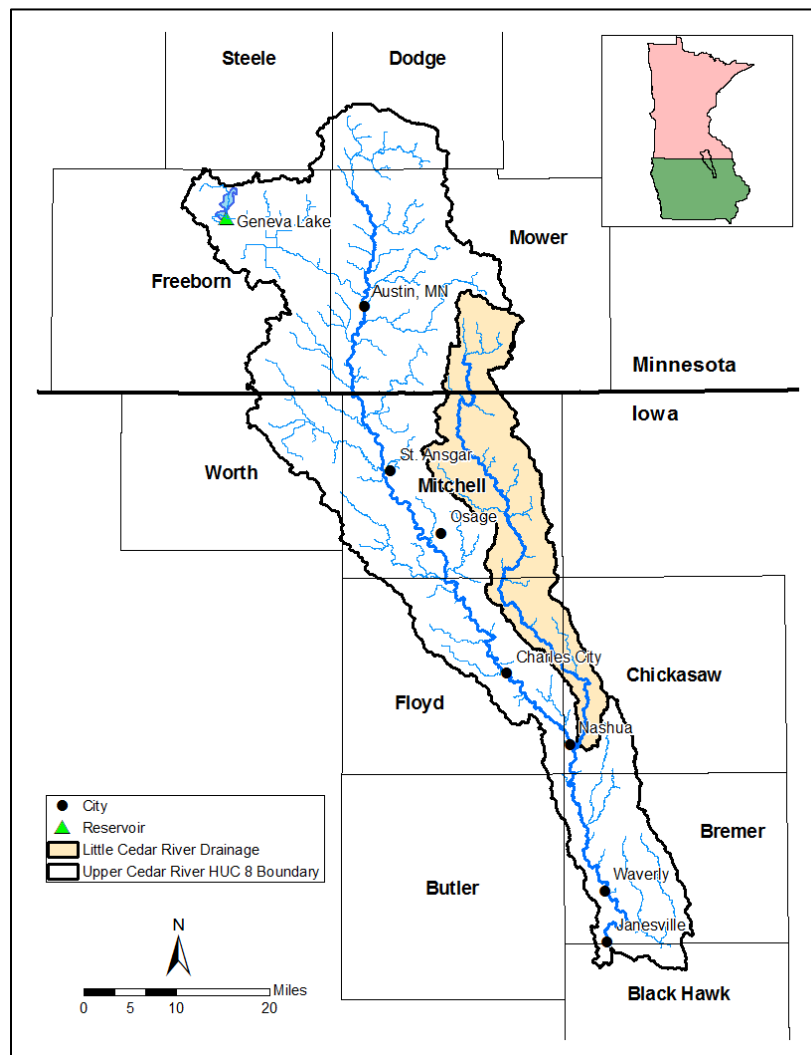 Steele
Dodge
Geneva Lake
Mower
Freeborn
Austin, MN
Minnesota
Iowa
Worth
St. Ansgar
Mitchell
Osage
Charles City
Chickasaw
Floyd
Nashua
City
Reservoir
Little Cedar River Drainage
Upper Cedar River HUC 8 Boundary
Bremer
Butler
Waverly
Janesville
N
Miles
0 5 10 20
Black Hawk